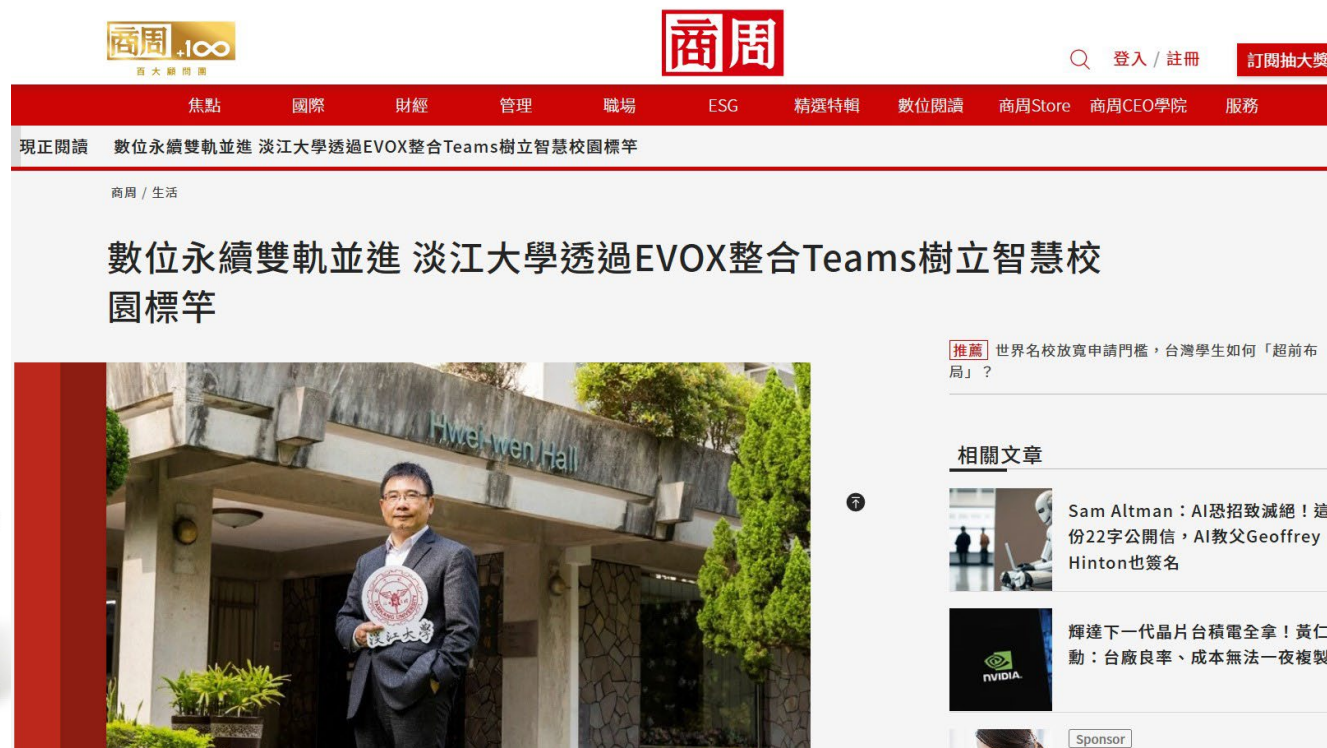 商周 +100
百大顧問團
商周
登入 / 註冊
訂閱抽大獎
焦點 國際 財經 管理 職場 ESG 精選特輯 數位閱讀 商周Store 商周CEO學院 服務
現正閱讀 數位永續雙軌並進 淡江大學透過EVOX整合Teams樹立智慧校園標竿
商周 / 生活
數位永續雙軌並進 淡江大學透過EVOX整合Teams樹立智慧校
園標竿
推薦 世界名校放寬申請門檻，台灣學生如何「超前布
局」？
Hwei-wen Hall
TAMKANG UNIVERSITY
淡江大學
相關文章
Sam Altman：AI恐招致滅絕！這
份22字公開信，AI教父Geoffrey
Hinton也簽名
輝達下一代晶片台積電全拿！黃仁
勳：台廠良率、成本無法一夜複製
NVIDIA
Sponsor